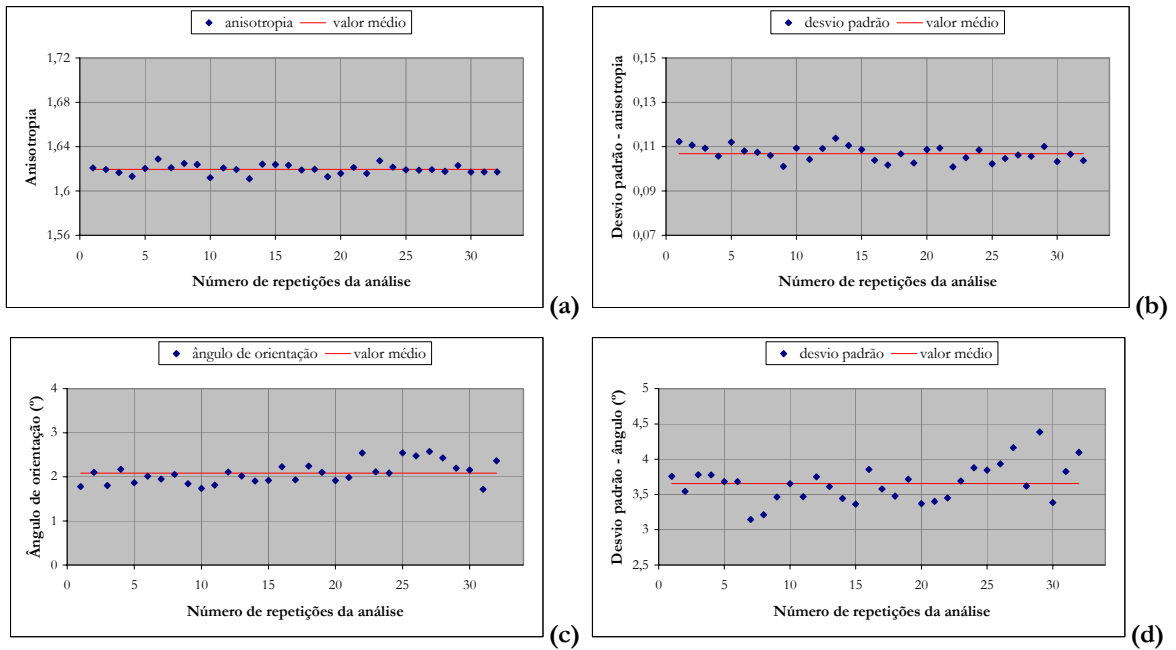 anisotropia valor médio
1,72
1,68
1,64
1,6
1,56
Anisotropia
0 5 10 15 20 25 30
Número de repetições da análise
(a)
desvio padrão valor médio
0,15
0,13
0,11
0,09
0,07
Desvio padrão - anisotropia
0 5 10 15 20 25 30
Número de repetições da análise
(b)
ângulo de orientação valor médio
4
3
2
1
0
Ângulo de orientação (º)
0 5 10 15 20 25 30
Número de repetições da análise
(c)
desvio padrão valor médio
5
4,5
4
3,5
3
2,5
Desvio padrão - ângulo (º)
0 5 10 15 20 25 30
Número de repetições da análise
(d)